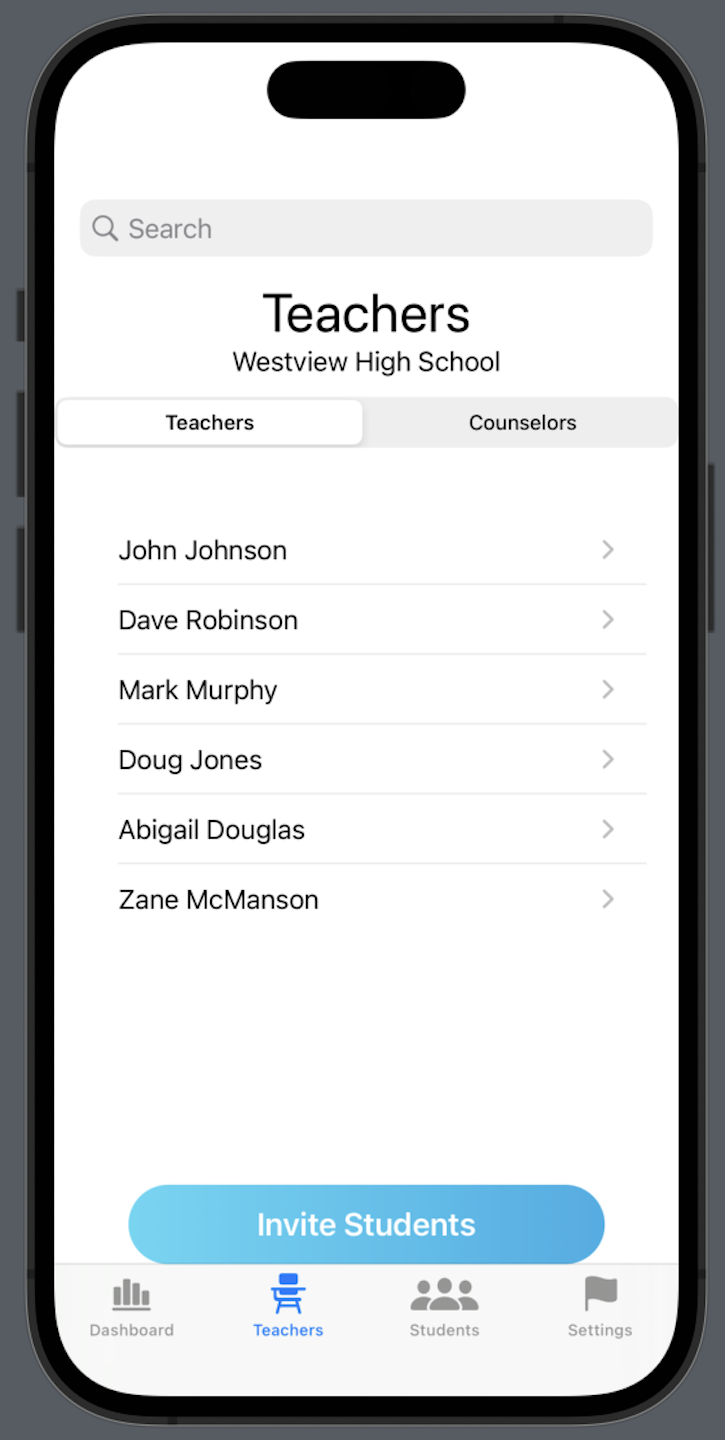 Search
Teachers
Westview High School
Teachers Counselors
John Johnson
Dave Robinson
Mark Murphy
Doug Jones
Abigail Douglas
Zane McManson
Invite Students
Dashboard Teachers Students Settings